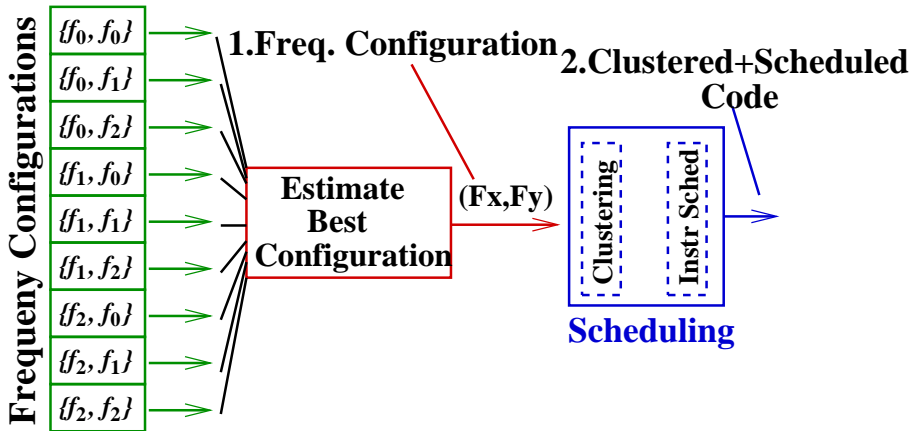 Frequeny Configurations
{f0, f0}
{f0, f1}
{f0, f2}
{f1, f0}
{f1, f1}
{f1, f2}
{f2, f0}
{f2, f1}
{f2, f2}
1.Freq. Configuration
Estimate
Best
Configuration
(Fx,Fy)
2.Clustered+Scheduled
Code
Clustering
Instr Sched
Scheduling